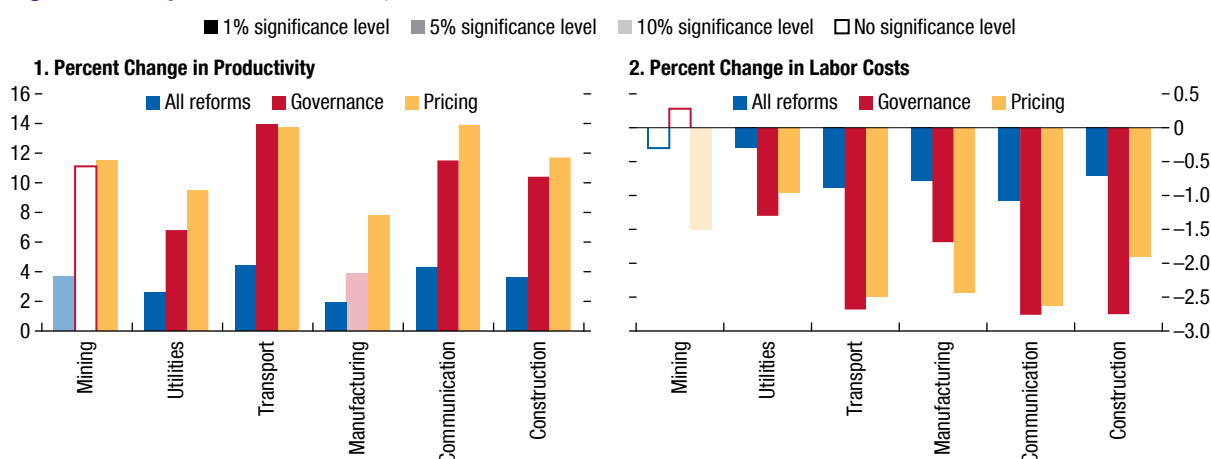 1% significance level 5% significance level 10% significance level No significance level
1. Percent Change in Productivity
16
14
12
10
8
6
4
2
0
All reforms Governance Pricing
Mining
Utilities
Transport
Manufacturing
Communication
Construction
2. Percent Change in Labor Costs
All reforms Governance Pricing
0.5
0
–0.5
–1.0
–1.5
–2.0
–2.5
–3.0
Mining
Utilities
Transport
Manufacturing
Communication
Construction